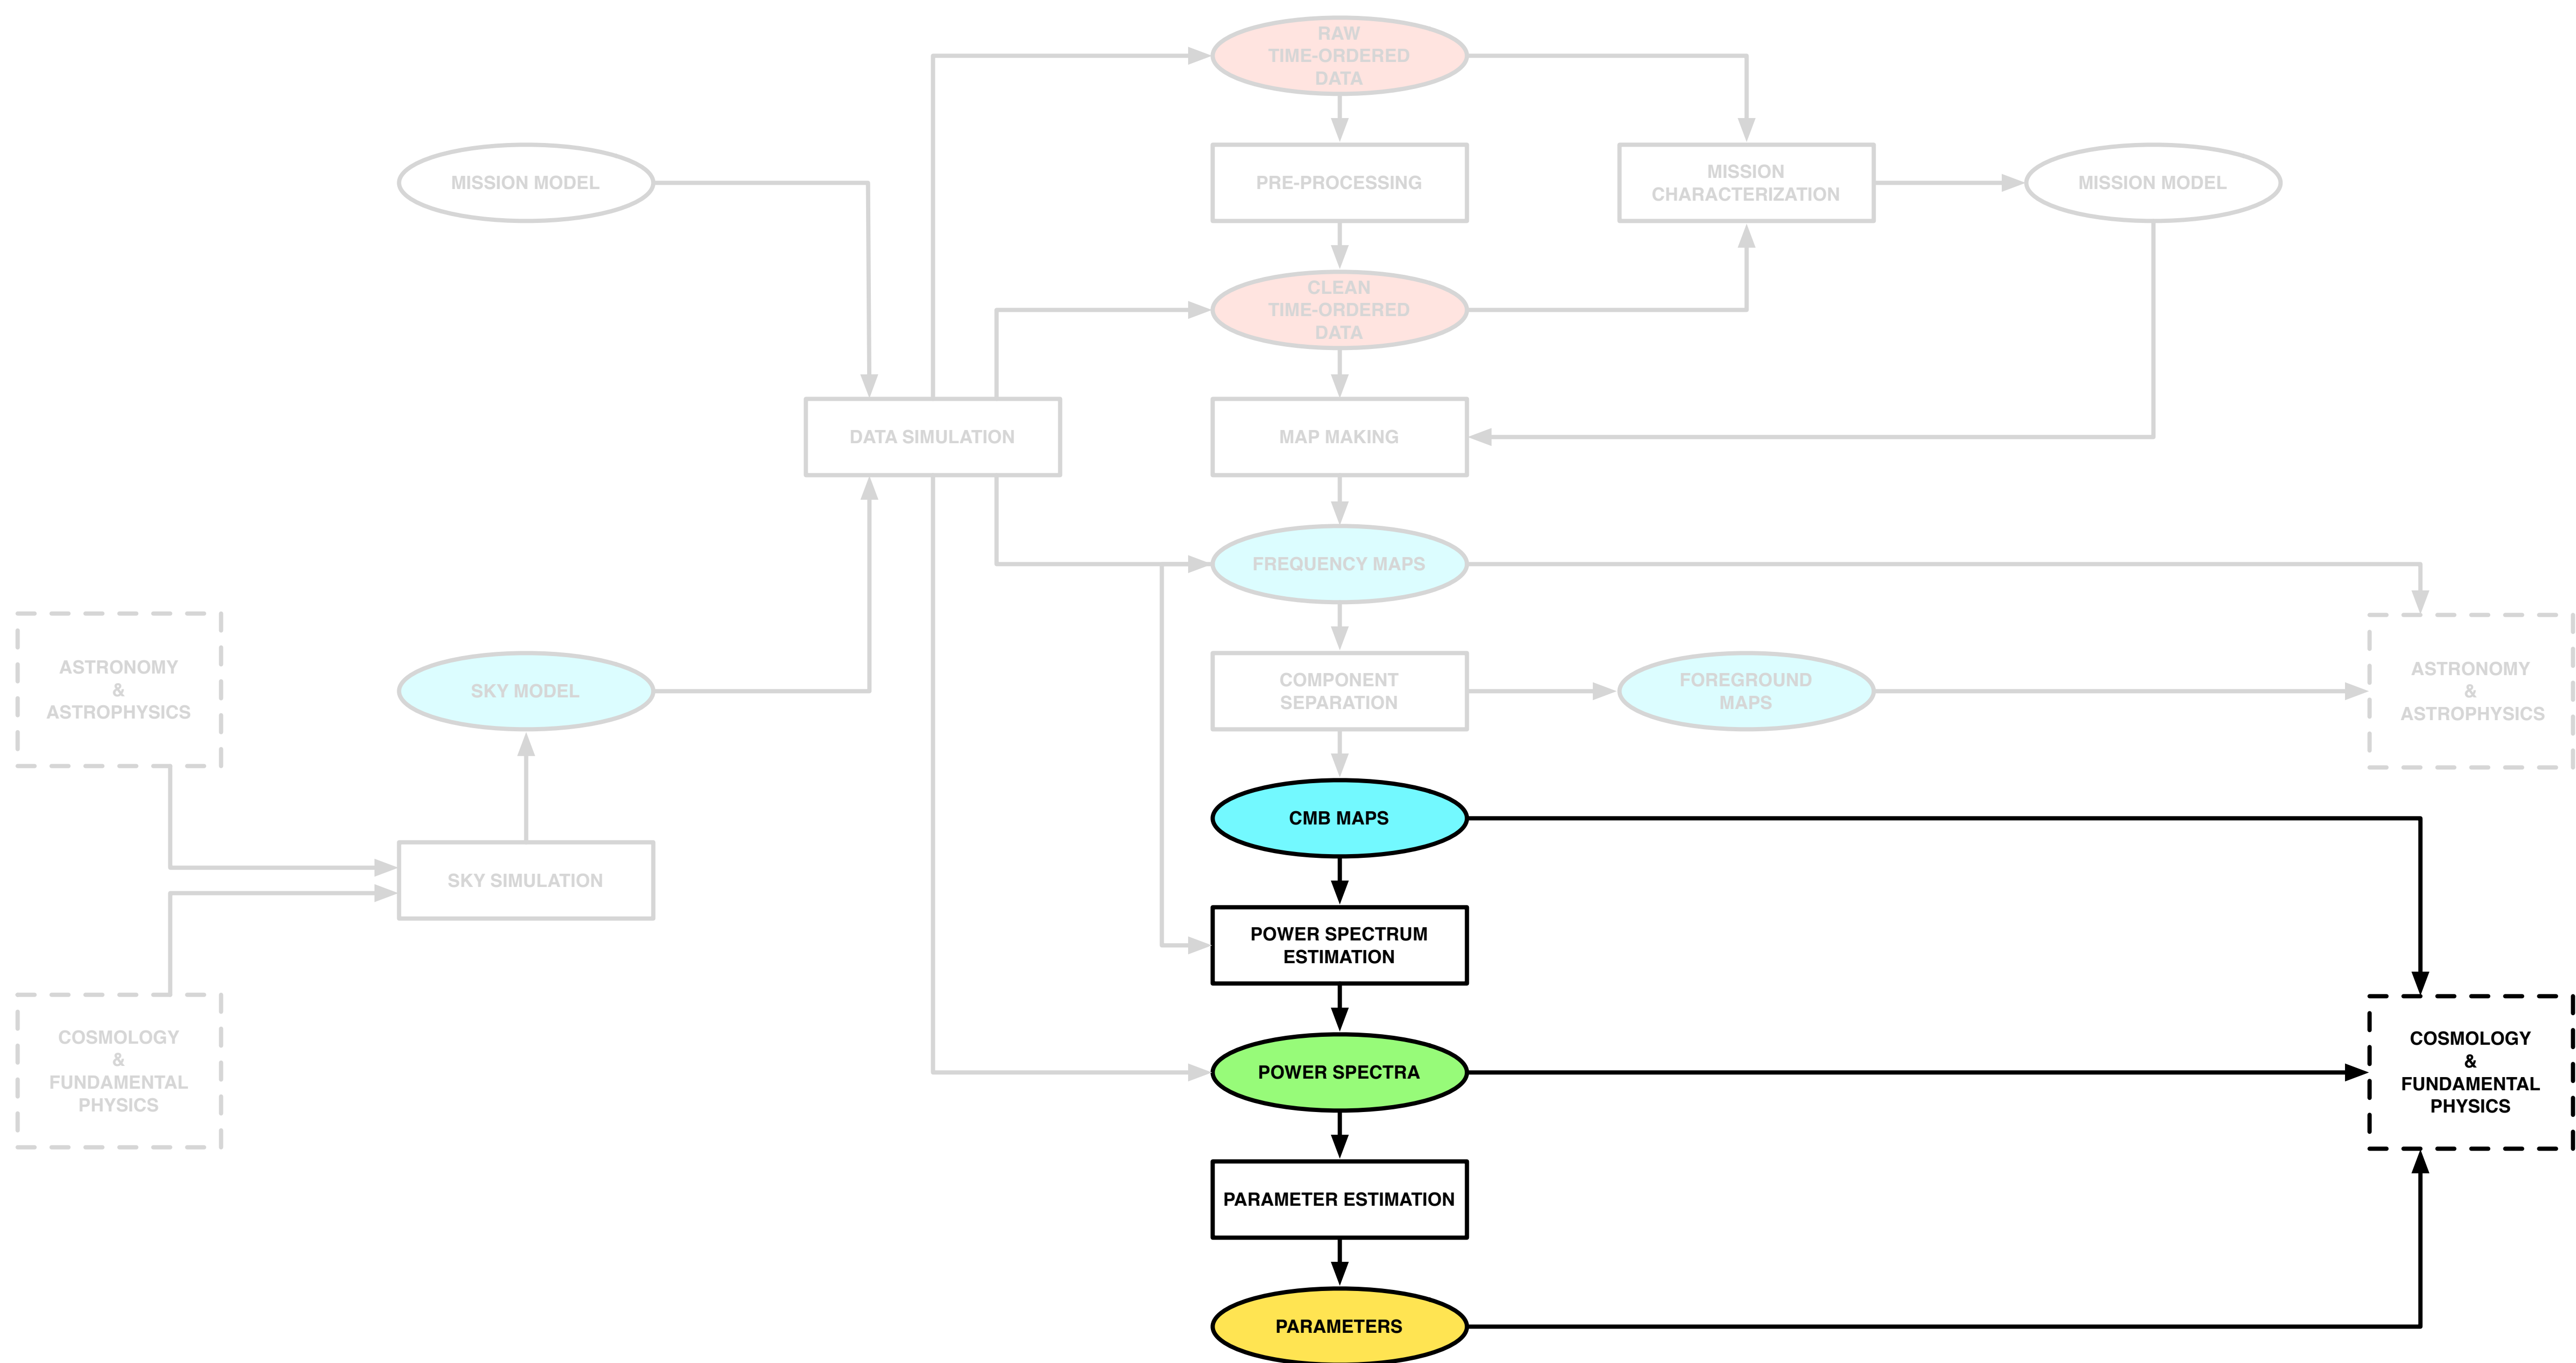 RAW
TIME-ORDERED
DATA
MISSION MODEL
PRE-PROCESSING
MISSION
CHARACTERIZATION
MISSION MODEL
CLEAN
TIME-ORDERED
DATA
DATA SIMULATION
MAP MAKING
FREQUENCY MAPS
ASTRONOMY
&
ASTROPHYSICS
SKY MODEL
COMPONENT
SEPARATION
FOREGROUND
MAPS
ASTRONOMY
&
ASTROPHYSICS
CMB MAPS
SKY SIMULATION
POWER SPECTRUM
ESTIMATION
COSMOLOGY
&
FUNDAMENTAL
PHYSICS
POWER SPECTRA
COSMOLOGY
&
FUNDAMENTAL
PHYSICS
PARAMETER ESTIMATION
PARAMETERS